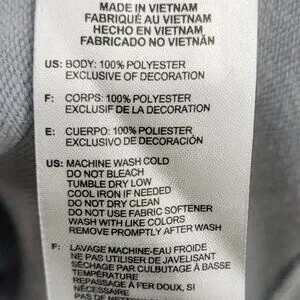 MADE IN VIETNAM
FABRIQUÉ AU VIETNAM
HECHO EN VIETNAM
FABRICADO NO VIETNÃN
US: BODY: 100% POLYESTER
EXCLUSIVE OF DECORATION
F: CORPS: 100% POLYESTER
EXCLUSIF DE LA DECORATION
E: CUERPO: 100% POLIESTER
EXCLUSIVO DE DECORACIÓN
US: MACHINE WASH COLD
DO NOT BLEACH
TUMBLE DRY LOW
COOL IRON IF NEEDED
DO NOT DRY CLEAN
DO NOT USE FABRIC SOFTENER
WASH WITH LIKE COLORS
REMOVE PROMPTLY AFTER WASH
F: LAVAGE MACHINE-EAU FROIDE
NE PAS UTILISER DE JAVELISANT
SÉCHAGE PAR CULBUTAGE À BASSE
TEMPÉRATURE
REPASSAGE À FER DOUX, SI
NÉCESSAIRE
PAS DE NETTOYAGE